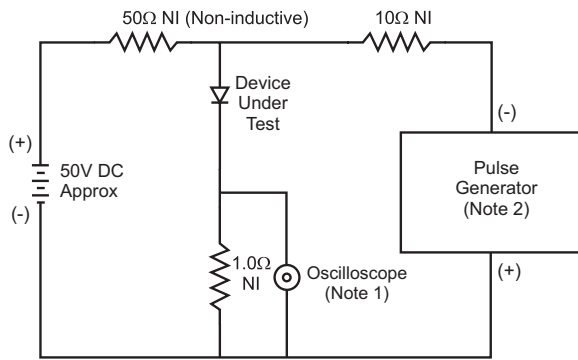 50Ω NI (Non-inductive)
10Ω NI
Device
Under
Test
(-)
(+)
50V DC
Approx
(-)
Pulse
Generator
(Note 2)
1.0Ω
NI
Oscilloscope
(Note 1)
(+)